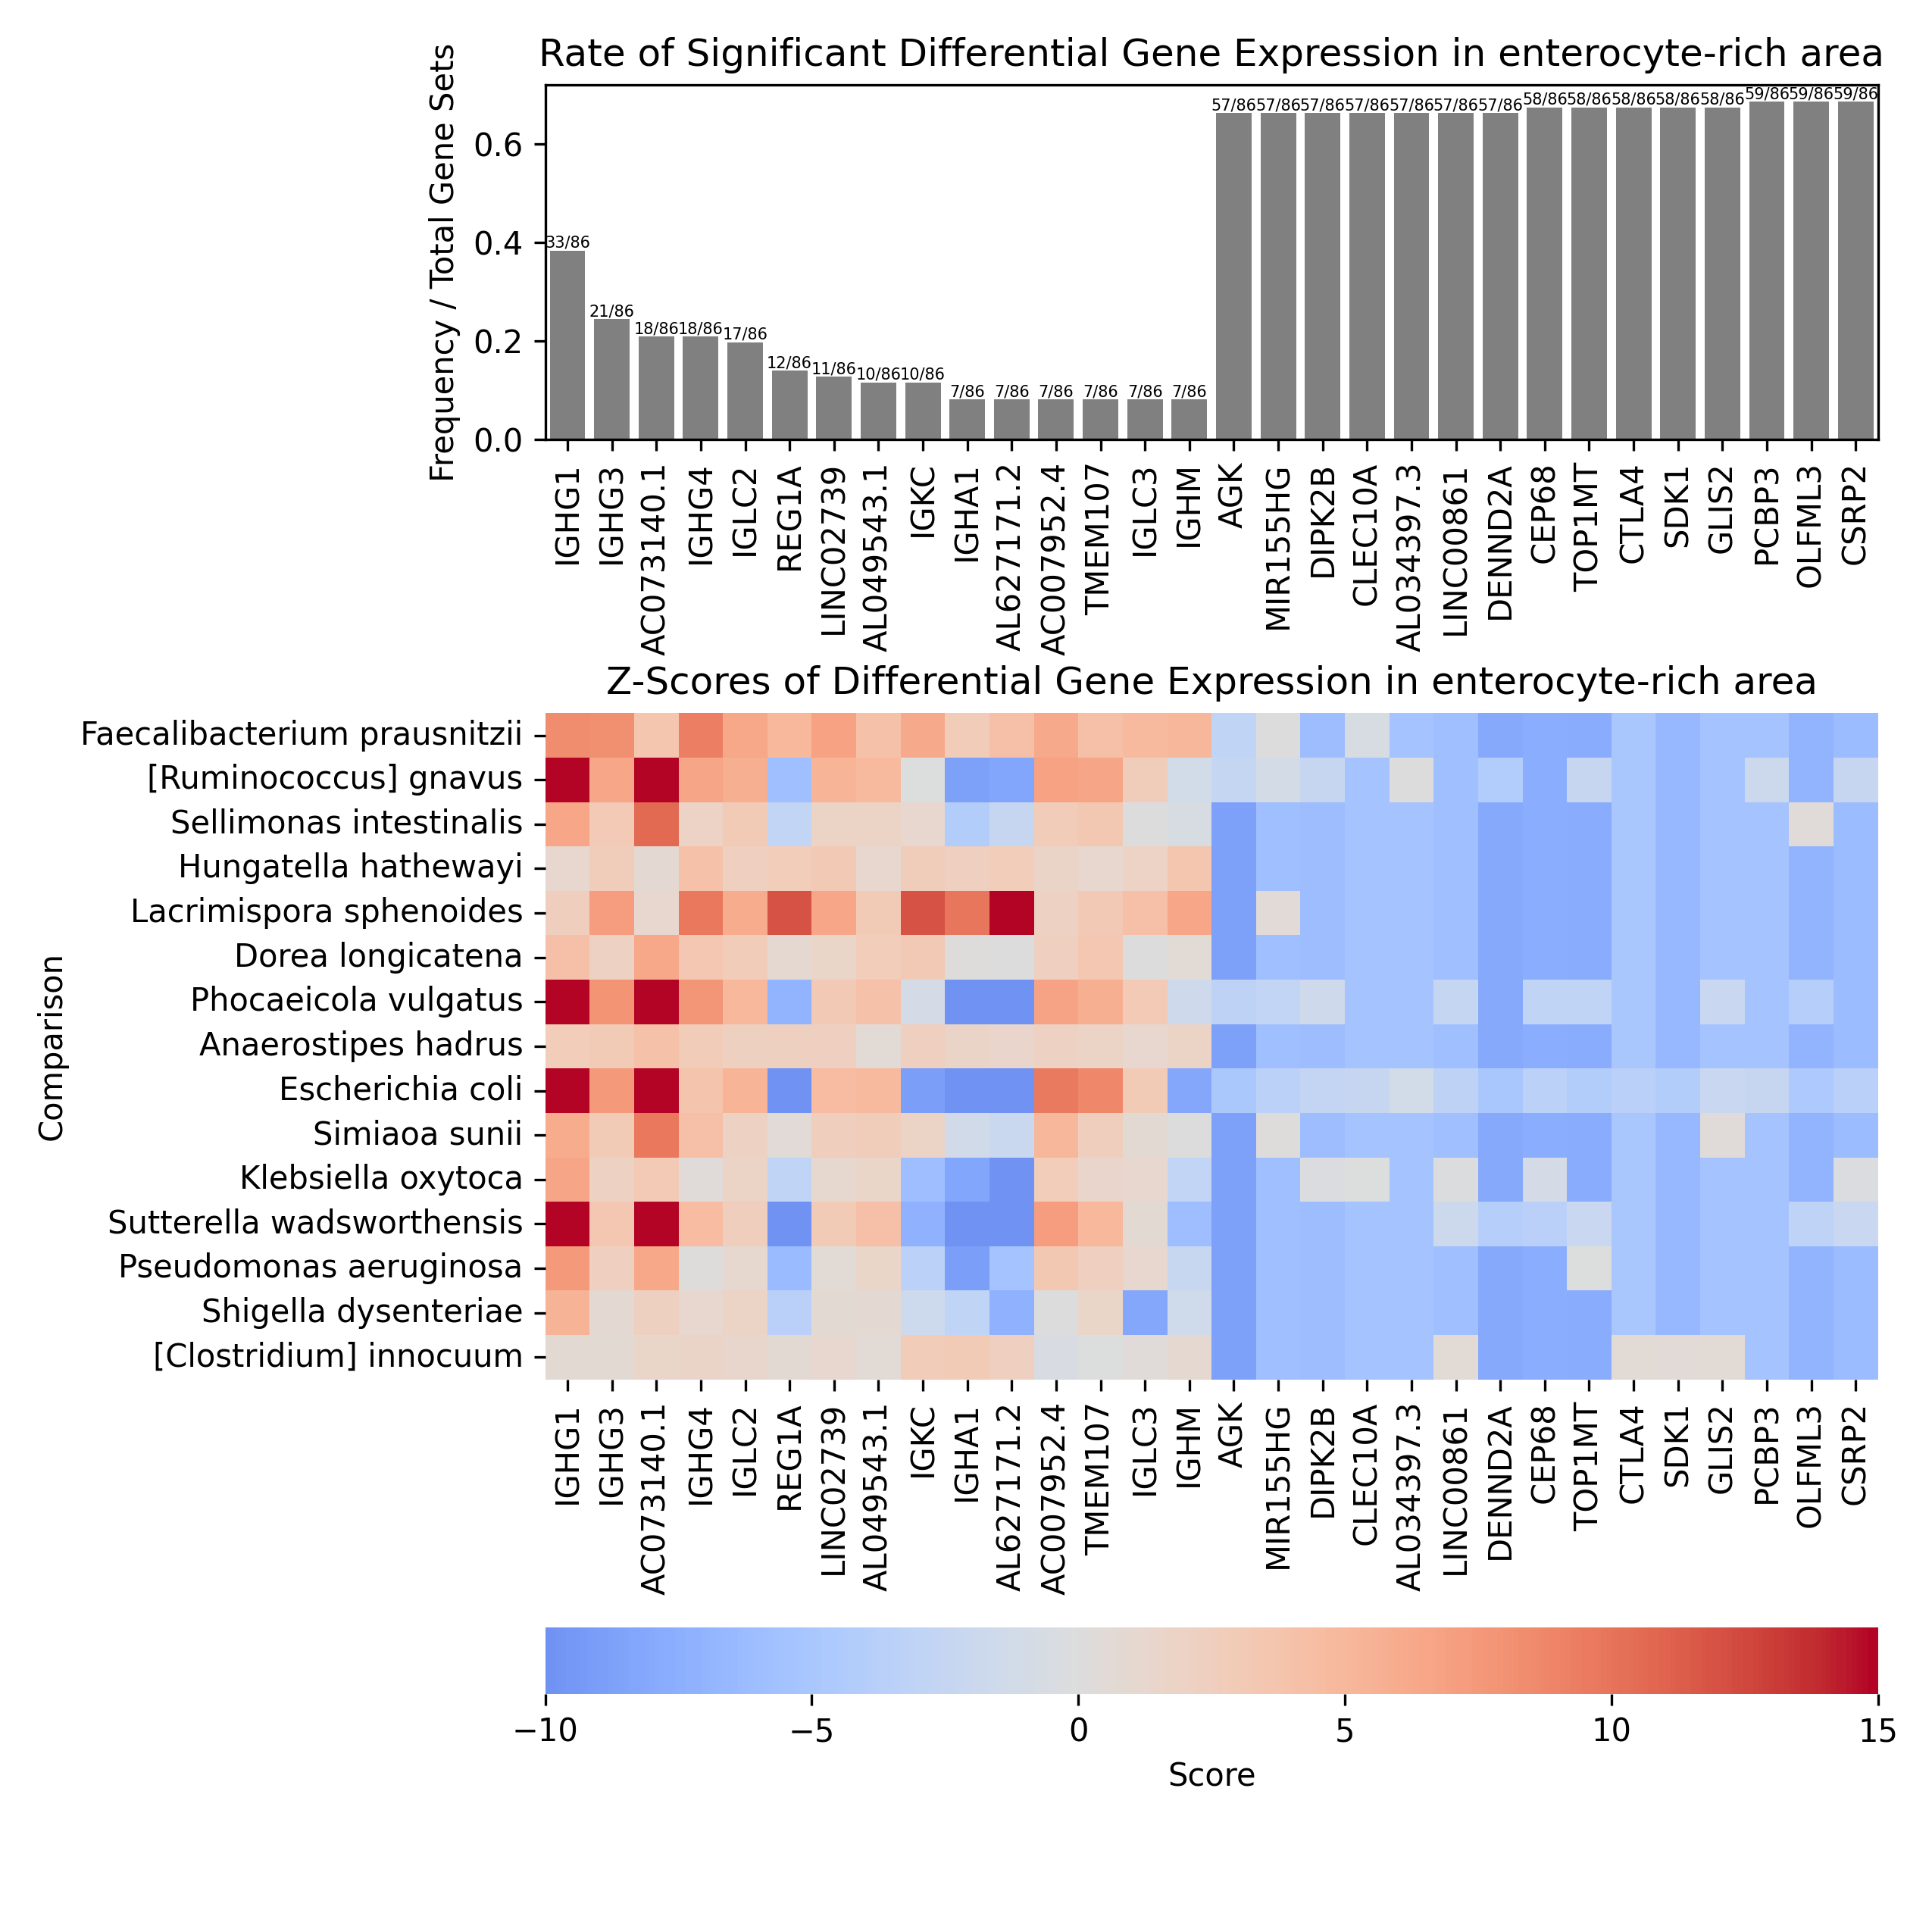 Rate of Significant Differential Gene Expression in enterocyte-rich area
Frequency / Total Gene Sets
0.6
0.4
0.2
0.0
33/86 21/86 18/86 18/86 17/86 12/86 11/86 10/86 10/86 7/86 7/86 7/86 7/86 7/86 7/86 57/86 57/86 57/86 57/86 57/86 57/86 57/86 58/86 58/86 58/86 58/86 58/86 59/86 59/86 59/86
IGHG1 IGHG3 AC073140.1 IGHG4 IGLC2 REG1A LINC02739 AL049543.1 IGKC IGHA1 AL627171.2 AC007952.4 TMEM107 IGLC3 IGHM AGK MIR155HG DIPK2B CLEC10A AL034397.3 LINC00861 DENND2A CEP68 TOP1MT CTLA4 SDK1 GLIS2 PCBP3 OLFML3 CSRP2
Z-Scores of Differential Gene Expression in enterocyte-rich area
Comparison
Faecalibacterium prausnitzii
[Ruminococcus] gnavus
Sellimonas intestinalis
Hungatella hathewayi
Lacrimispora sphenoides
Dorea longicatena
Phocaeicola vulgatus
Anaerostipes hadrus
Escherichia coli
Simiaoa sunii
Klebsiella oxytoca
Sutterella wadsworthensis
Pseudomonas aeruginosa
Shigella dysenteriae
[Clostridium] innocuum
IGHG1 IGHG3 AC073140.1 IGHG4 IGLC2 REG1A LINC02739 AL049543.1 IGKC IGHA1 AL627171.2 AC007952.4 TMEM107 IGLC3 IGHM AGK MIR155HG DIPK2B CLEC10A AL034397.3 LINC00861 DENND2A CEP68 TOP1MT CTLA4 SDK1 GLIS2 PCBP3 OLFML3 CSRP2
−10 −5 0 5 10 15
Score